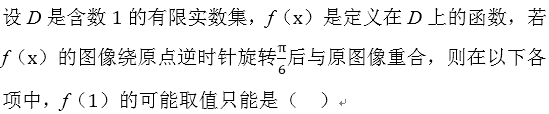 设 D 是含数 1 的有限实数集，f（x）是定义在 D 上的函数，若
f（x）的图像绕原点逆时针旋转π/6后与原图像重合，则在以下各
项中，f（1）的可能取值只能是（  ）↵